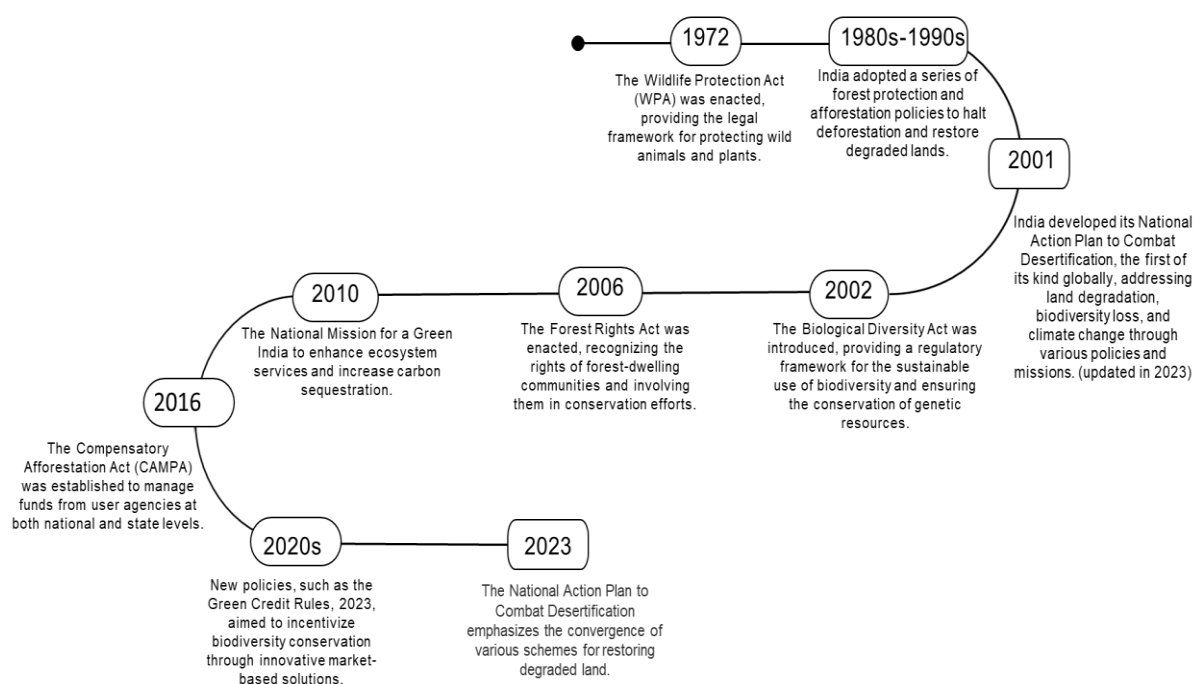 1972
The Wildlife Protection Act
(WPA) was enacted,
providing the legal
framework for protecting wild
animals and plants.
1980s-1990s
India adopted a series of
forest protection and
afforestation policies to halt
deforestation and restore
degraded lands.
2001
India developed its National
Action Plan to Combat
Desertification, the first of
its kind globally, addressing
land degradation,
biodiversity loss, and
climate change through
various policies and
missions. (updated in 2023)
2002
The Biological Diversity Act was
introduced, providing a regulatory
framework for the sustainable
use of biodiversity and ensuring
the conservation of genetic
resources.
2006
The Forest Rights Act was
enacted, recognizing the
rights of forest-dwelling
communities and involving
them in conservation efforts.
2010
The National Mission for a Green
India to enhance ecosystem
services and increase carbon
sequestration.
2016
The Compensatory
Afforestation Act (CAMPA)
was established to manage
funds from user agencies at
both national and state levels.
2020s
New policies, such as the
Green Credit Rules, 2023,
aimed to incentivize
biodiversity conservation
through innovative market-
based solutions.
2023
The National Action Plan to
Combat Desertification
emphasizes the convergence of
various schemes for restoring
degraded land.